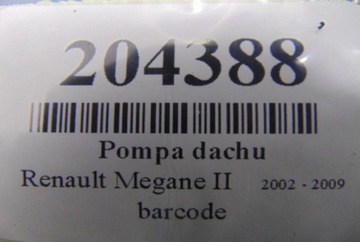 204388
Pompa dachu
Renault Megane II 2002 - 2009
barcode